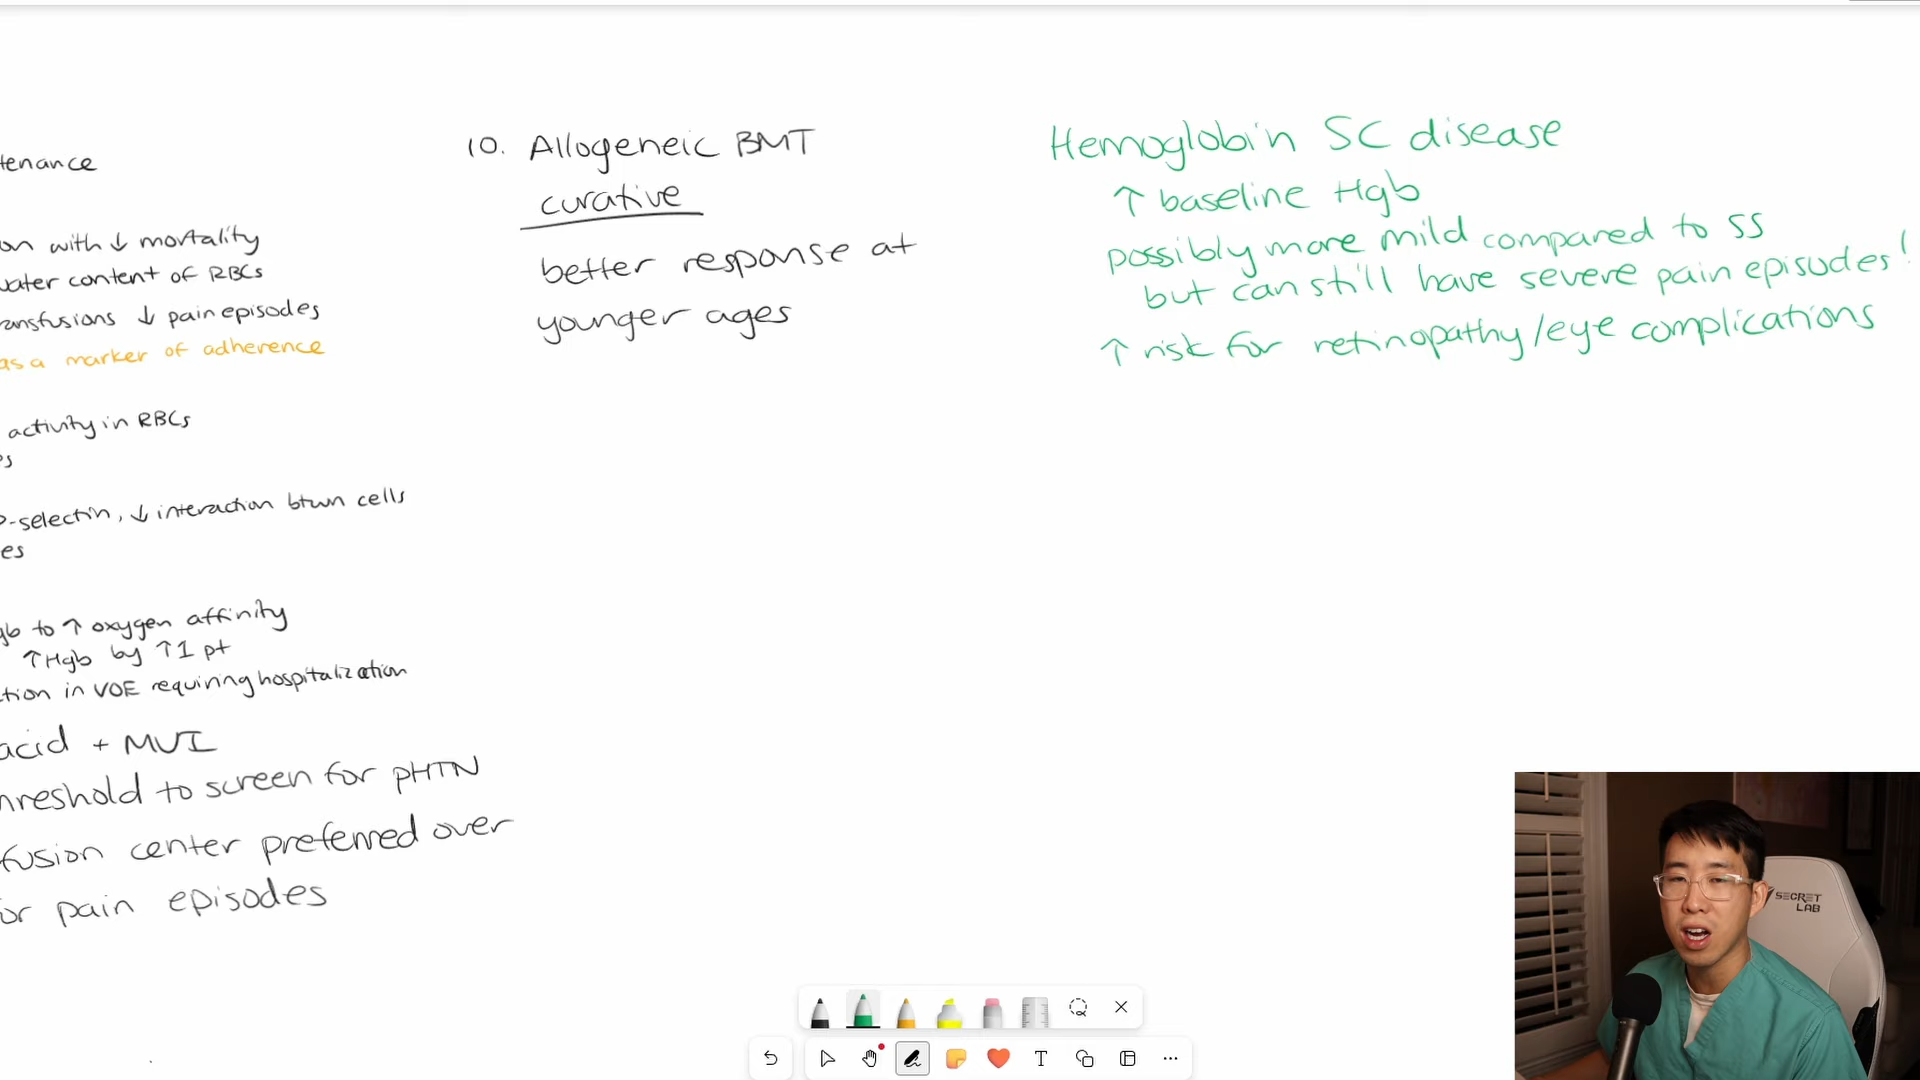 tenance
on with ↓ mortality
water content of RBCs
ransfusions ↓ pain episodes
as a marker of adherence
activity in RBCs
es
P-selectin, ↓ interaction btwn cells
es
gb to ↑ oxygen affinity
↑Hgb by ↑1 pt
ction in VOE requiring hospitalization
acid + MVI
hreshold to screen for pHTN
fusion center preferred over
or pain episodes
10. Allogeneic BMT
curative
better response at
younger ages
Hemoglobin SC disease
↑ baseline Hgb
possibly more mild compared to SS
but can still have severe pain episodes!
↑ risk for retinopathy/eye complications
SECRET
LAB
T